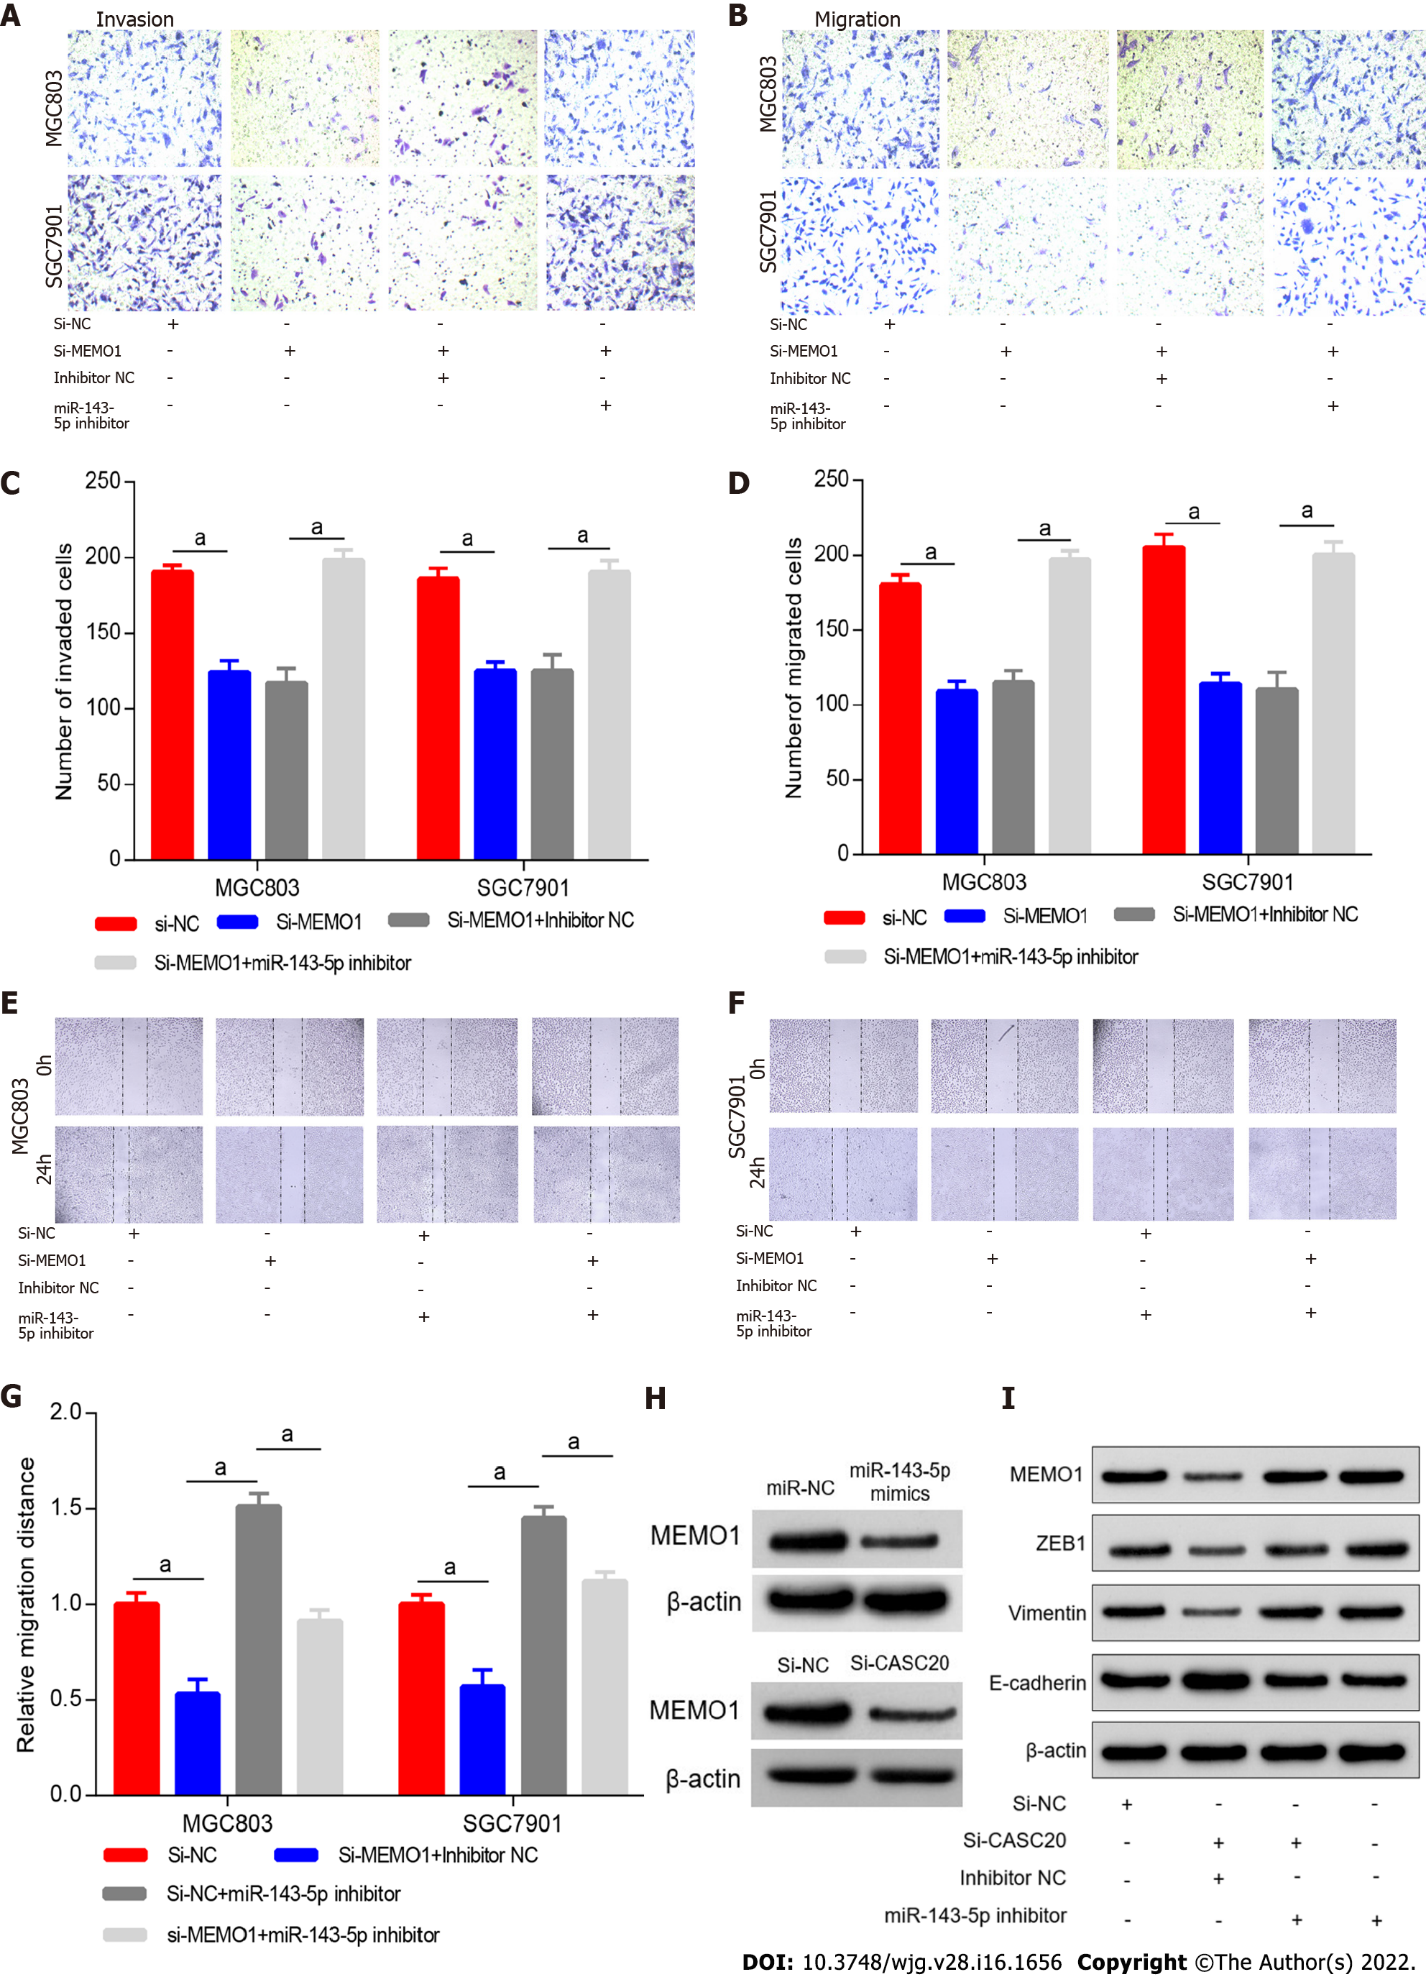 A
Invasion
MGC803
SGC7901
Si-NC + - - -
Si-MEMO1 - + + +
Inhibitor NC - - + -
miR-143-
5p inhibitor - - - +
B
Migration
MGC803
SGC7901
Si-NC + - - -
Si-MEMO1 - + + +
Inhibitor NC - - + -
miR-143-
5p inhibitor - - - +
C
Number of invaded cells
250
200
150
100
50
0
a a a a
MGC803 SGC7901
si-NC Si-MEMO1 Si-MEMO1+Inhibitor NC
Si-MEMO1+miR-143-5p inhibitor
D
Numberof migrated cells
250
200
150
100
50
0
a a a a
MGC803 SGC7901
si-NC Si-MEMO1 Si-MEMO1+Inhibitor NC
Si-MEMO1+miR-143-5p inhibitor
E
MGC803
0h
24h
Si-NC + - + -
Si-MEMO1 - + - +
Inhibitor NC - - - -
miR-143-
5p inhibitor - - + +
F
SGC7901
0h
24h
Si-NC + - + -
Si-MEMO1 - + - +
Inhibitor NC - - - -
miR-143-
5p inhibitor - - + +
G
Relative migration distance
2.0
1.5
1.0
0.5
0.0
a a a a a a
MGC803 SGC7901
Si-NC Si-MEMO1+Inhibitor NC
Si-NC+miR-143-5p inhibitor
si-MEMO1+miR-143-5p inhibitor
H
miR-NC miR-143-5p
mimics
MEMO1
β-actin
Si-NC Si-CASC20
MEMO1
β-actin
I
MEMO1
ZEB1
Vimentin
E-cadherin
β-actin
Si-NC + - - -
Si-CASC20 - + + -
Inhibitor NC - + - -
miR-143-5p inhibitor - - + +
DOI: 10.3748/wjg.v28.i16.1656 Copyright ©The Author(s) 2022.